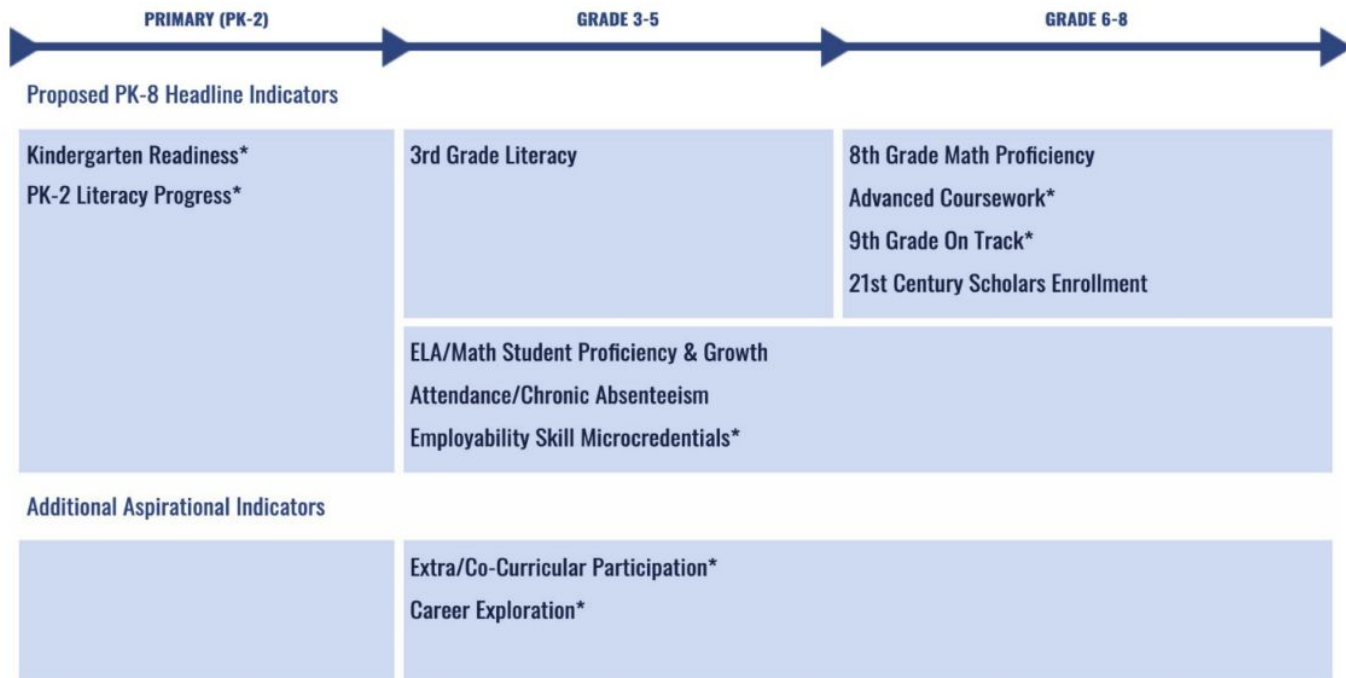 PRIMARY (PK-2)
GRADE 3-5
GRADE 6-8
Proposed PK-8 Headline Indicators
Kindergarten Readiness*
PK-2 Literacy Progress*
3rd Grade Literacy
8th Grade Math Proficiency
Advanced Coursework*
9th Grade On Track*
21st Century Scholars Enrollment
ELA/Math Student Proficiency & Growth
Attendance/Chronic Absenteeism
Employability Skill Microcredentials*
Additional Aspirational Indicators
Extra/Co-Curricular Participation*
Career Exploration*